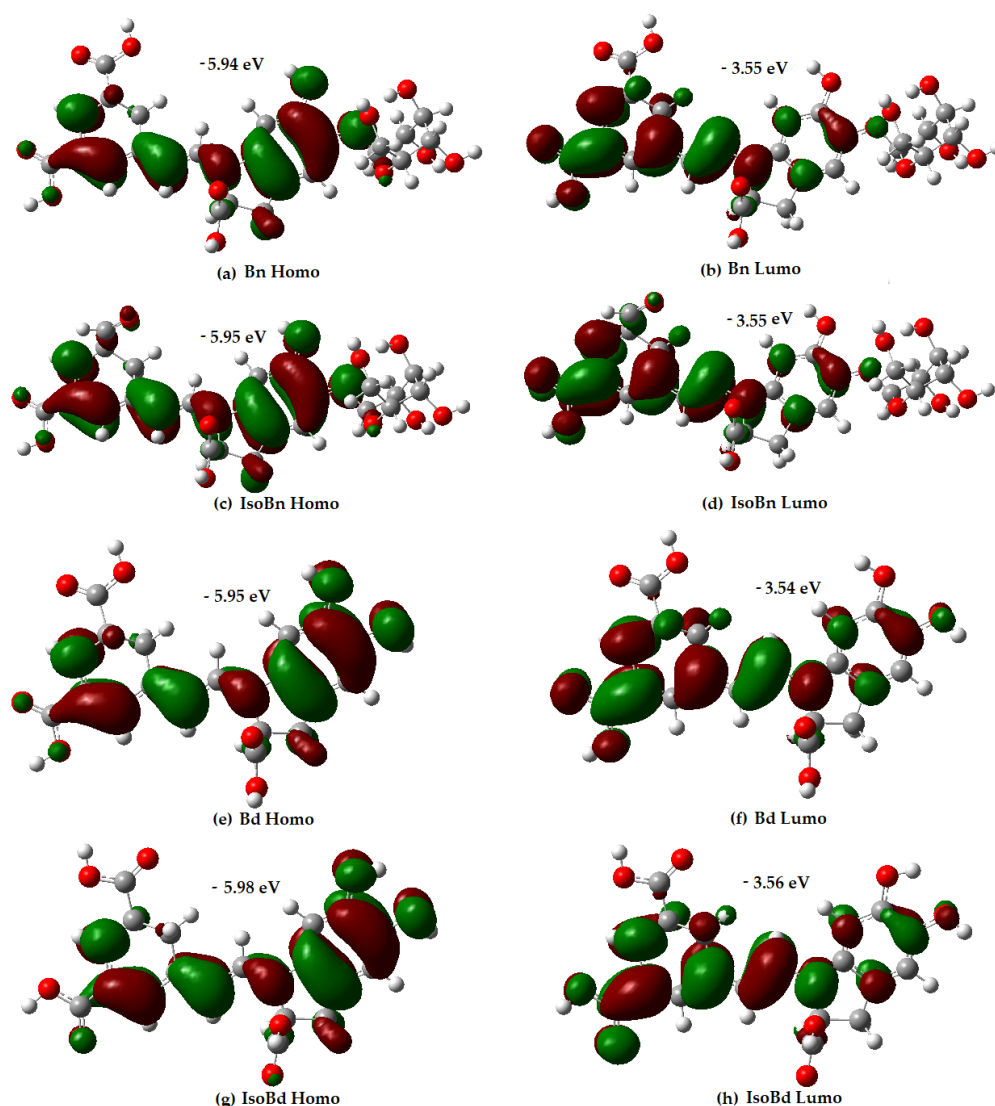 - 5.94 eV
- 3.55 eV
(a) Bn Homo
(b) Bn Lumo
- 5.95 eV
- 3.55 eV
(c) IsoBn Homo
(d) IsoBn Lumo
- 5.95 eV
- 3.54 eV
(e) Bd Homo
(f) Bd Lumo
- 5.98 eV
- 3.56 eV
(g) IsoBd Homo
(h) IsoBd Lumo